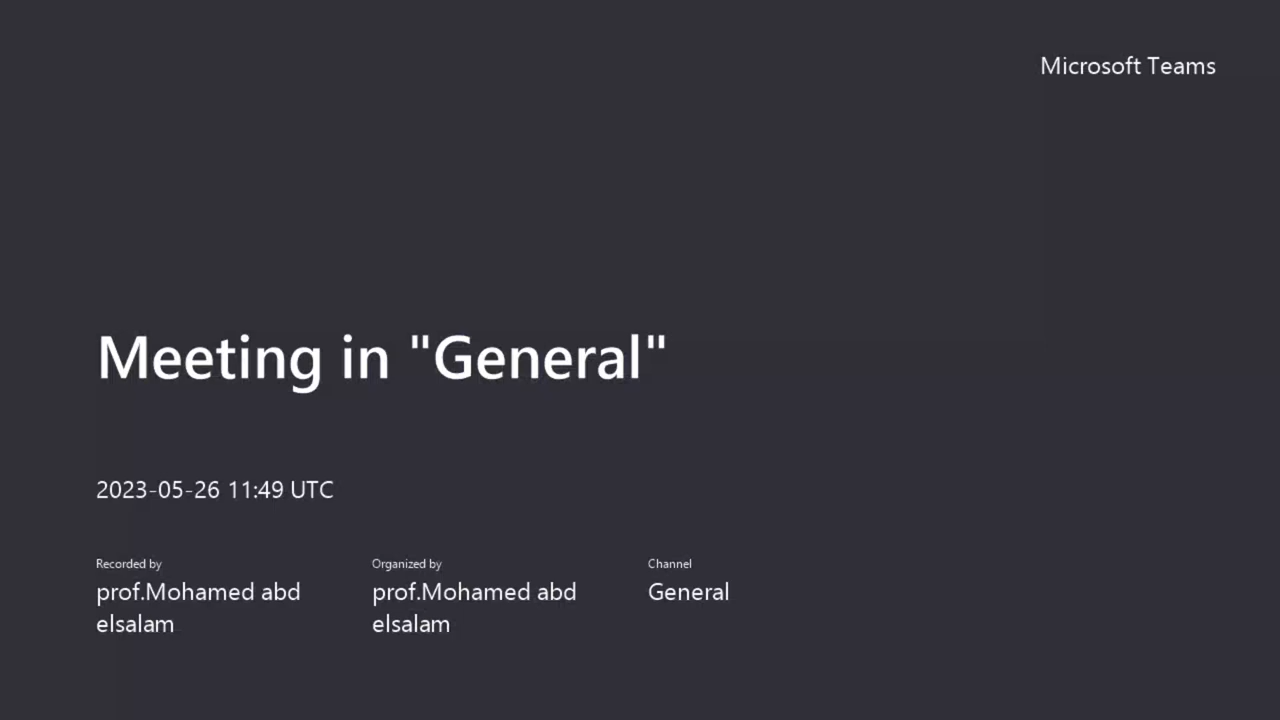 Microsoft Teams
Meeting in "General"
2023-05-26 11:49 UTC
Recorded by
prof.Mohamed abd
elsalam
Organized by
prof.Mohamed abd
elsalam
Channel
General